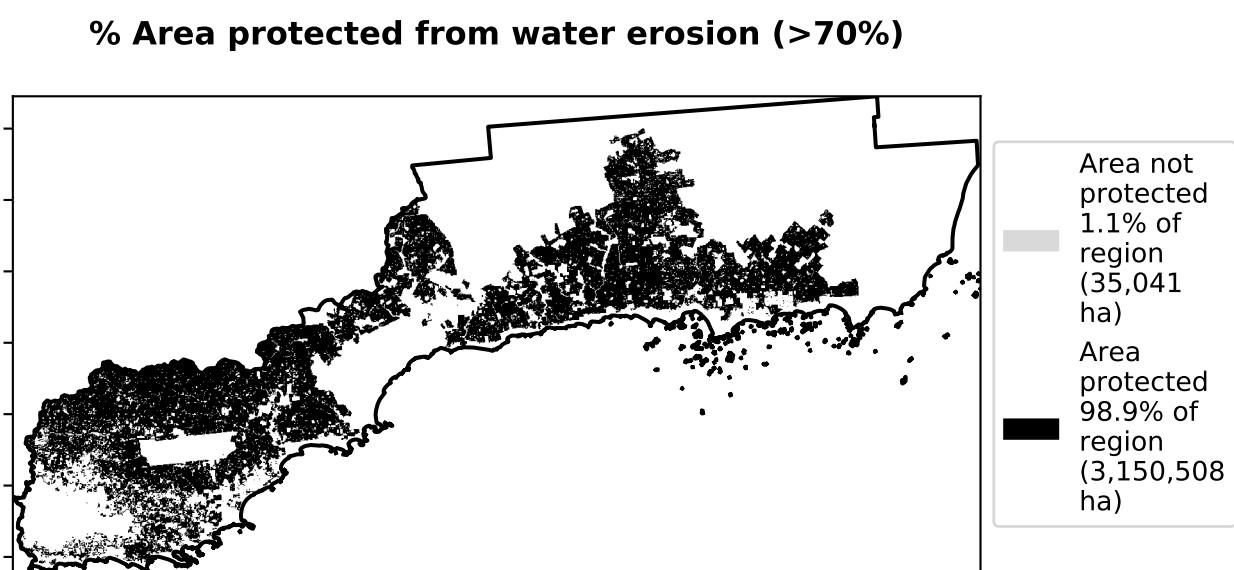 % Area protected from water erosion (>70%)
Area not
protected
1.1% of
region
(35,041
ha)
Area
protected
98.9% of
region
(3,150,508
ha)